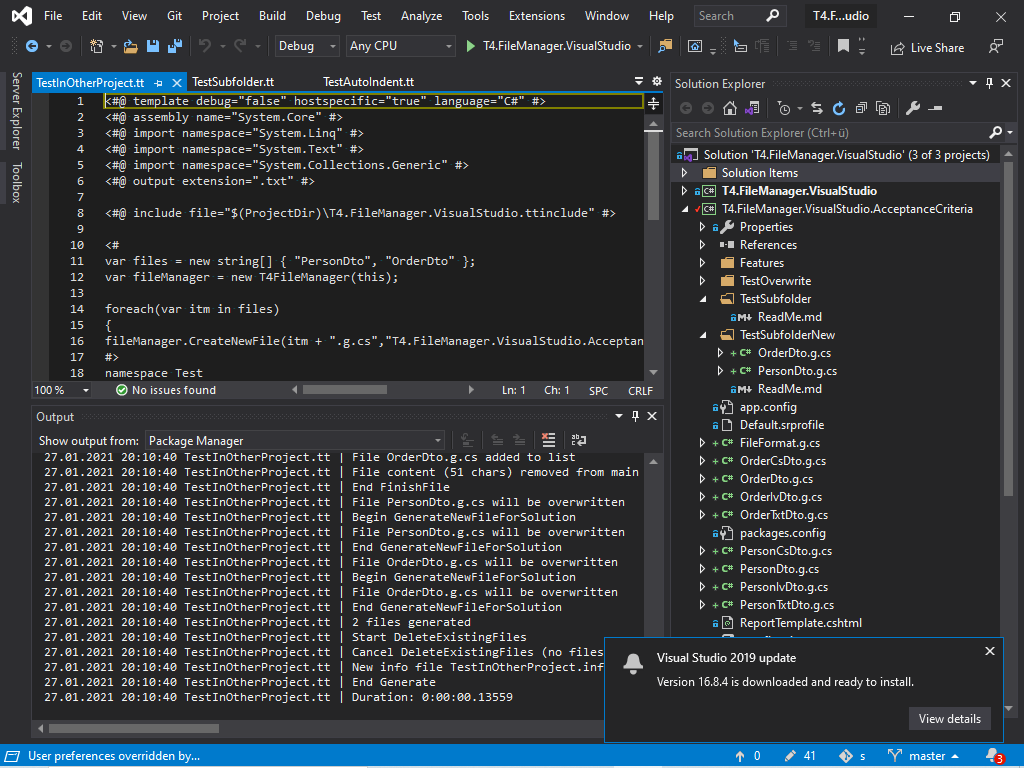 File Edit View Git Project Build Debug Test Analyze Tools Extensions Window Help Search T4.F...udio
Debug Any CPU T4.FileManager.VisualStudio Live Share
Server Explorer
Toolbox
TestInOtherProject.tt TestSubfolder.tt TestAutoIndent.tt
1 <#@ template debug="false" hostspecific="true" language="C#" #>
2 <#@ assembly name="System.Core" #>
3 <#@ import namespace="System.Linq" #>
4 <#@ import namespace="System.Text" #>
5 <#@ import namespace="System.Collections.Generic" #>
6 <#@ output extension=".txt" #>
7
8 <#@ include file="$(ProjectDir)\T4.FileManager.VisualStudio.ttinclude" #>
9
10 <#
11 var files = new string[] { "PersonDto", "OrderDto" };
12 var fileManager = new T4FileManager(this);
13
14 foreach(var itm in files)
15 {
16 fileManager.CreateNewFile(itm + ".g.cs","T4.FileManager.VisualStudio.Acceptan
17 #>
18 namespace Test
100 % No issues found Ln: 1 Ch: 1 SPC CRLF
Output
Show output from: Package Manager
27.01.2021 20:10:40 TestInOtherProject.tt | File OrderDto.g.cs added to list
27.01.2021 20:10:40 TestInOtherProject.tt | File content (51 chars) removed from main
27.01.2021 20:10:40 TestInOtherProject.tt | End FinishFile
27.01.2021 20:10:40 TestInOtherProject.tt | File PersonDto.g.cs will be overwritten
27.01.2021 20:10:40 TestInOtherProject.tt | Begin GenerateNewFileForSolution
27.01.2021 20:10:40 TestInOtherProject.tt | File PersonDto.g.cs will be overwritten
27.01.2021 20:10:40 TestInOtherProject.tt | End GenerateNewFileForSolution
27.01.2021 20:10:40 TestInOtherProject.tt | File OrderDto.g.cs will be overwritten
27.01.2021 20:10:40 TestInOtherProject.tt | Begin GenerateNewFileForSolution
27.01.2021 20:10:40 TestInOtherProject.tt | File OrderDto.g.cs will be overwritten
27.01.2021 20:10:40 TestInOtherProject.tt | End GenerateNewFileForSolution
27.01.2021 20:10:40 TestInOtherProject.tt | 2 files generated
27.01.2021 20:10:40 TestInOtherProject.tt | Start DeleteExistingFiles
27.01.2021 20:10:40 TestInOtherProject.tt | Cancel DeleteExistingFiles (no files
27.01.2021 20:10:40 TestInOtherProject.tt | New info file TestInOtherProject.inf
27.01.2021 20:10:40 TestInOtherProject.tt | End Generate
27.01.2021 20:10:40 TestInOtherProject.tt | Duration: 0:00:00.13559
Solution Explorer
Search Solution Explorer (Ctrl+ü)
Solution 'T4.FileManager.VisualStudio' (3 of 3 projects)
Solution Items
C# T4.FileManager.VisualStudio
C# T4.FileManager.VisualStudio.AcceptanceCriteria
Properties
References
Features
TestOverwrite
TestSubfolder
M+ ReadMe.md
TestSubfolderNew
+ C# OrderDto.g.cs
+ C# PersonDto.g.cs
M+ ReadMe.md
app.config
Default.srprofile
+ C# FileFormat.g.cs
+ C# OrderCsDto.g.cs
+ C# OrderDto.g.cs
+ C# OrderIvDto.g.cs
+ C# OrderTxtDto.g.cs
packages.config
+ C# PersonCsDto.g.cs
+ C# PersonDto.g.cs
+ C# PersonIvDto.g.cs
+ C# PersonTxtDto.g.cs
ReportTemplate.cshtml
Visual Studio 2019 update
Version 16.8.4 is downloaded and ready to install.
View details
User preferences overridden by... 0 41 s master 3